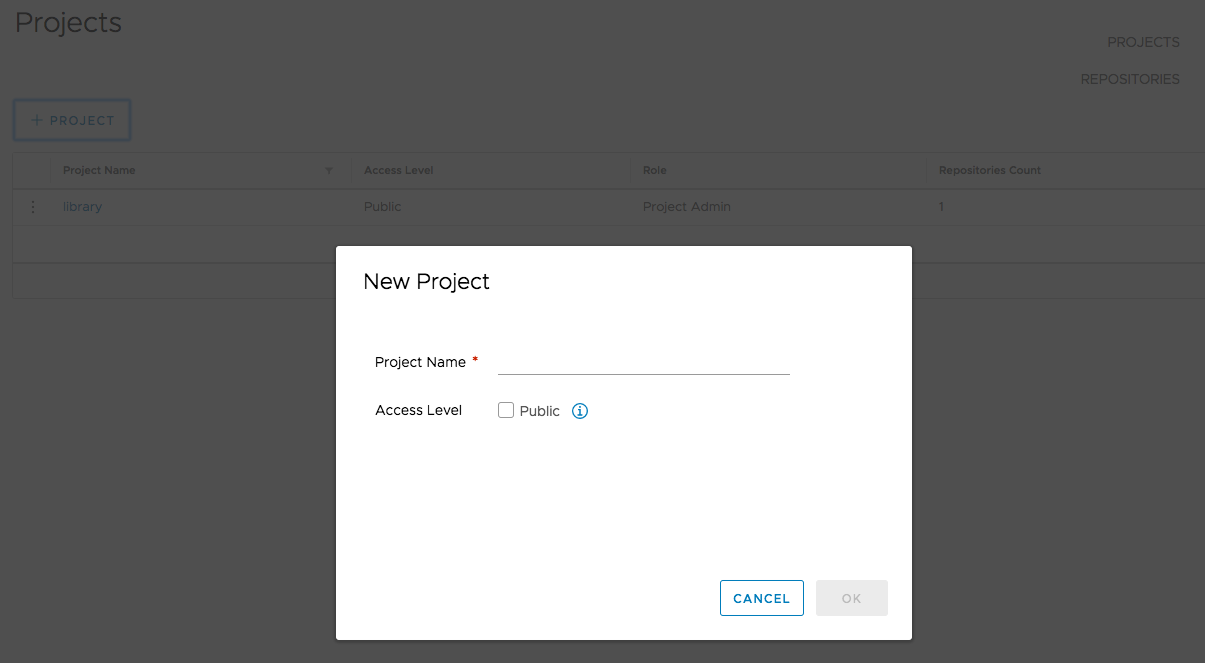 Projects
PROJECTS
REPOSITORIES
+ PROJECT
Project Name Access Level Role Repositories Count
library Public Project Admin 1
New Project
Project Name *
Access Level Public
CANCEL OK